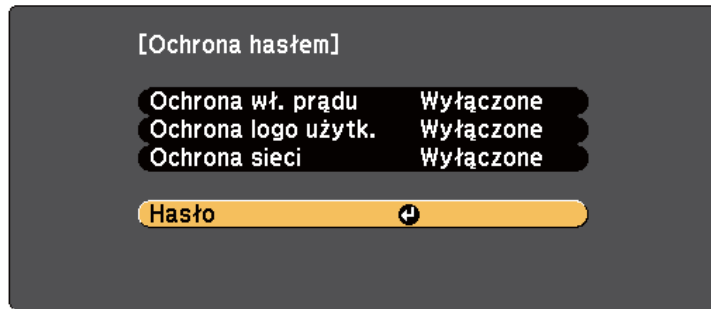 [Ochrona hasłem]
Ochrona wł. prądu Wyłączone
Ochrona logo użytk. Wyłączone
Ochrona sieci Wyłączone
Hasło